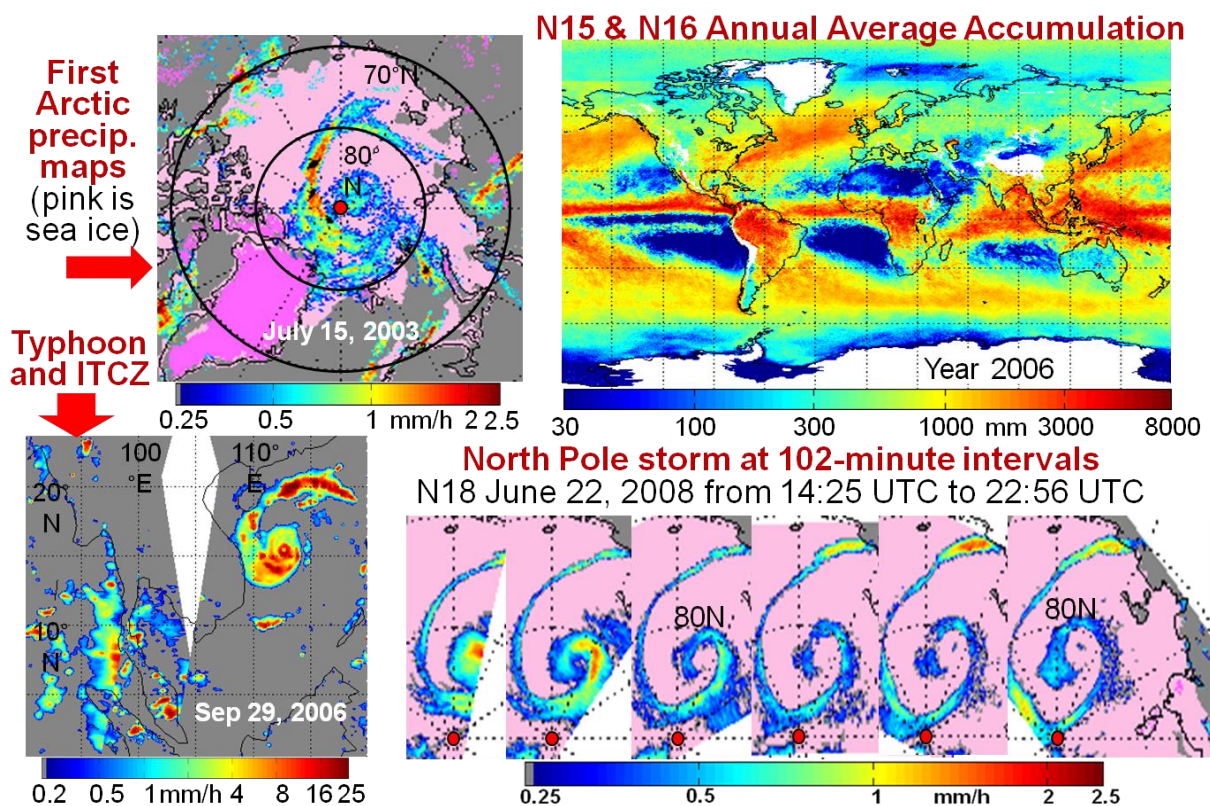 First
Arctic
precip.
maps
(pink is
sea ice)
70°N
80°
N
July 15, 2003
0.25 0.5 1 mm/h 2 2.5
N15 & N16 Annual Average Accumulation
Year 2006
30 100 300 1000 mm 3000 8000
Typhoon
and ITCZ
100 110
°E E
20°
N
10°
N
Sep 29, 2006
0.2 0.5 1mm/h 4 8 16 25
North Pole storm at 102-minute intervals
N18 June 22, 2008 from 14:25 UTC to 22:56 UTC
80N 80N
0.25 0.5 1 mm/h 2 2.5